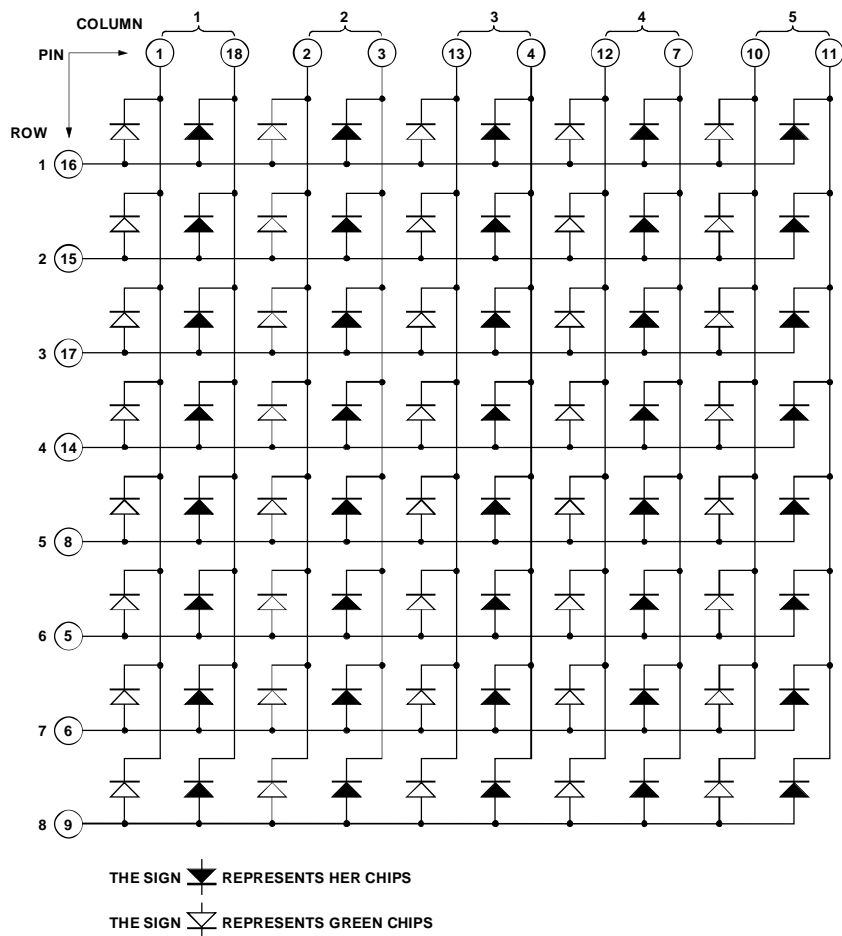 COLUMN 1 2 3 4 5
PIN 1 18 2 3 13 4 12 7 10 11
ROW
1 16
2 15
3 17
4 14
5 8
6 5
7 6
8 9
THE SIGN REPRESENTS HER CHIPS
THE SIGN REPRESENTS GREEN CHIPS